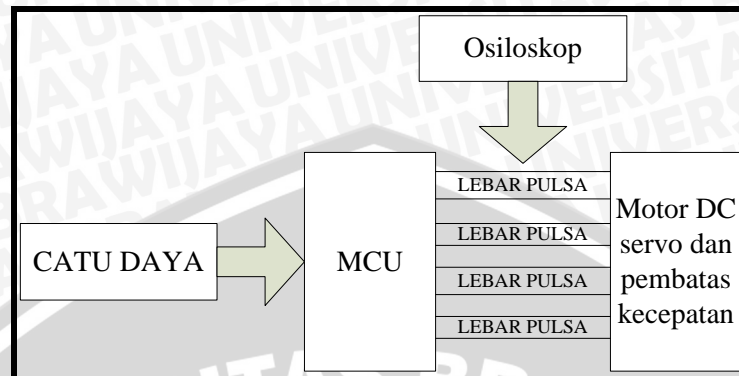 Osiloskop
CATU DAYA
MCU
LEBAR PULSA
LEBAR PULSA
LEBAR PULSA
LEBAR PULSA
Motor DC
servo dan
pembatas
kecepatan